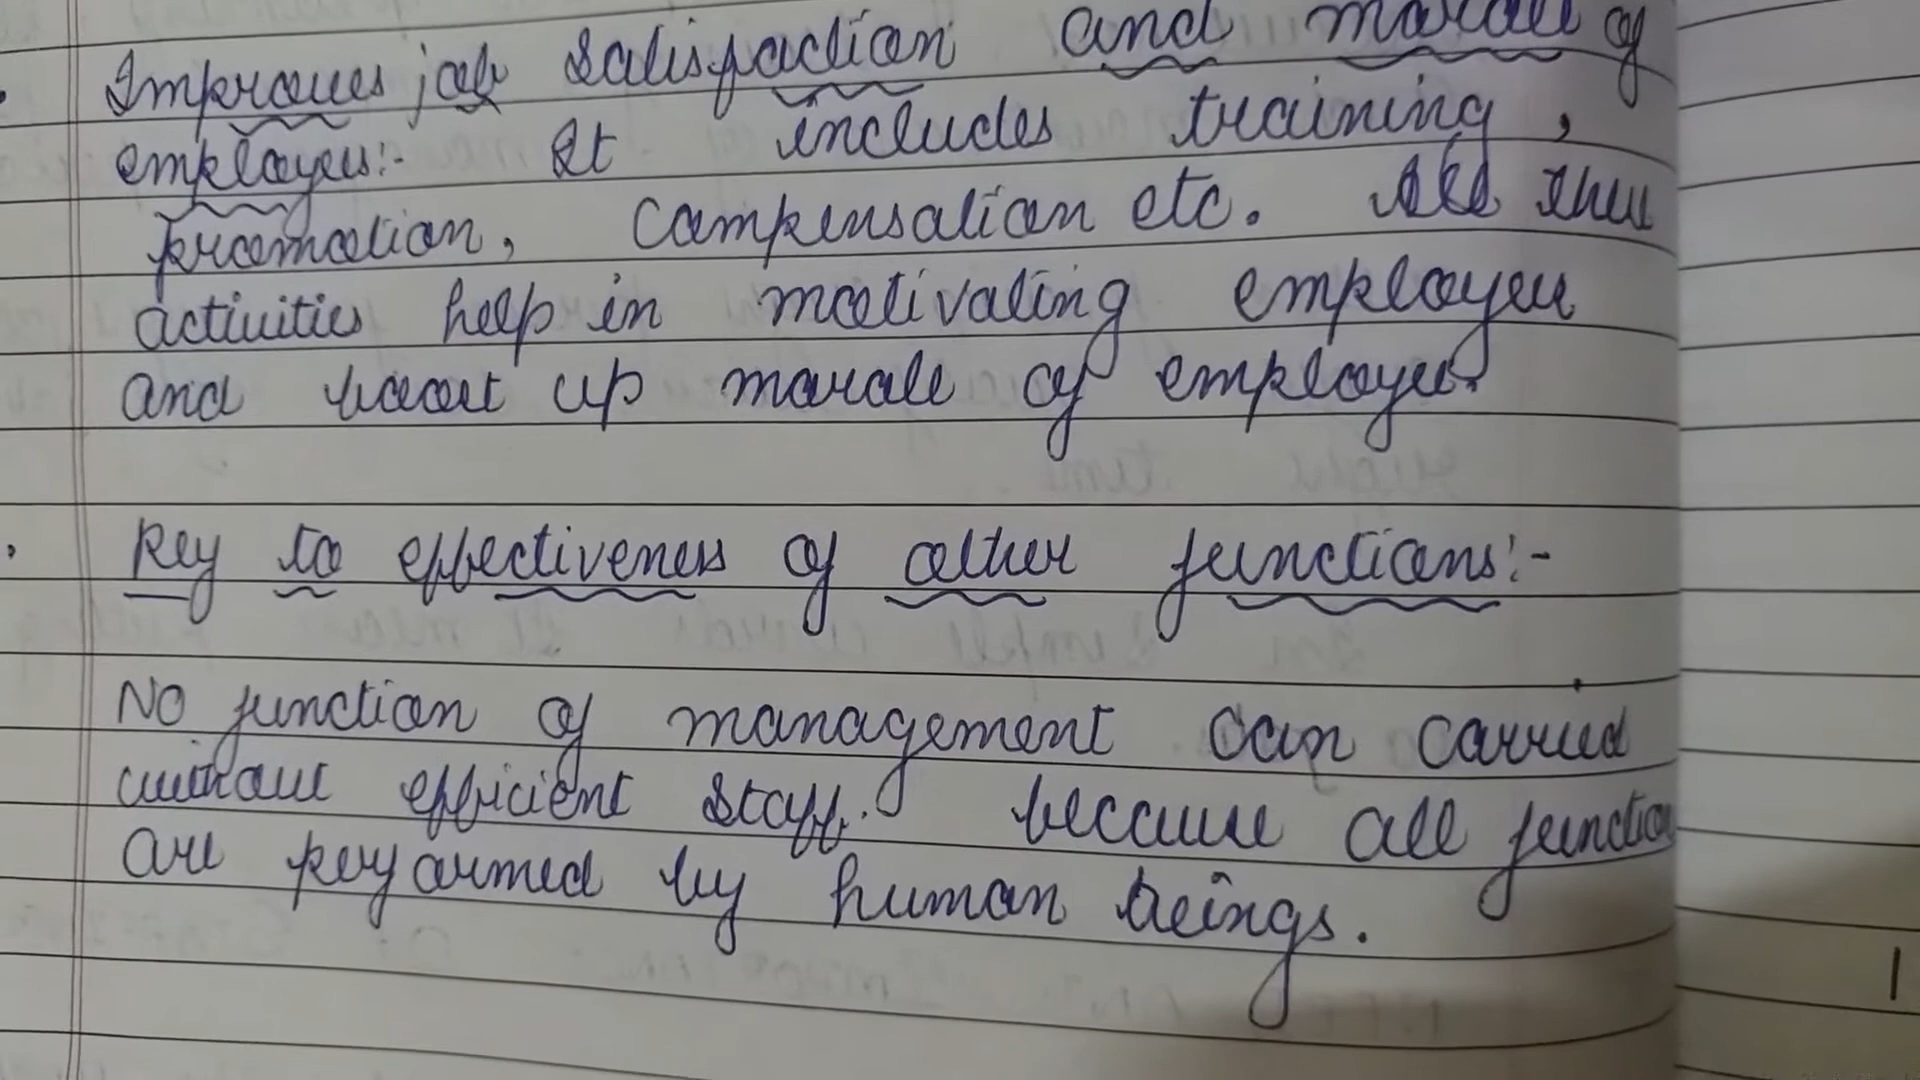 Improves job satisfaction and morale of
employees:- It includes training,
promotion, compensation etc. All these
activities help in motivating employees
and boost up morale of employees.
Key to effectiveness of other functions:-
No function of management can carried
without efficient staff. because all function
are performed by human beings.